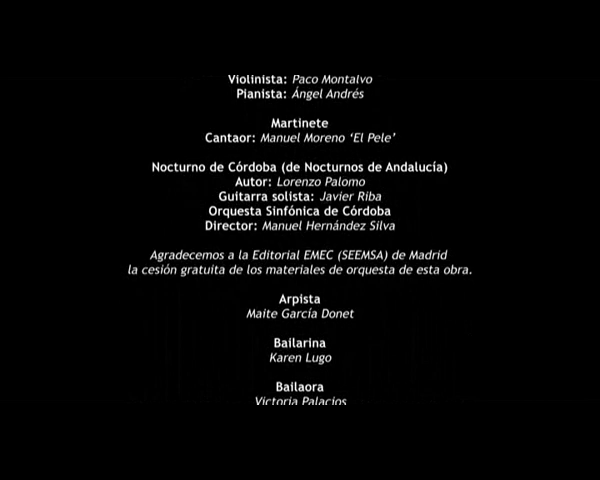 Violinista: Paco Montalvo
Pianista: Ángel Andrés
Martinete
Cantaor: Manuel Moreno ‘El Pele’
Nocturno de Córdoba (de Nocturnos de Andalucía)
Autor: Lorenzo Palomo
Guitarra solista: Javier Riba
Orquesta Sinfónica de Córdoba
Director: Manuel Hernández Silva
Agradecemos a la Editorial EMEC (SEEMSA) de Madrid
la cesión gratuita de los materiales de orquesta de esta obra.
Arpista
Maite García Donet
Bailarina
Karen Lugo
Bailaora
Victoria Palacios